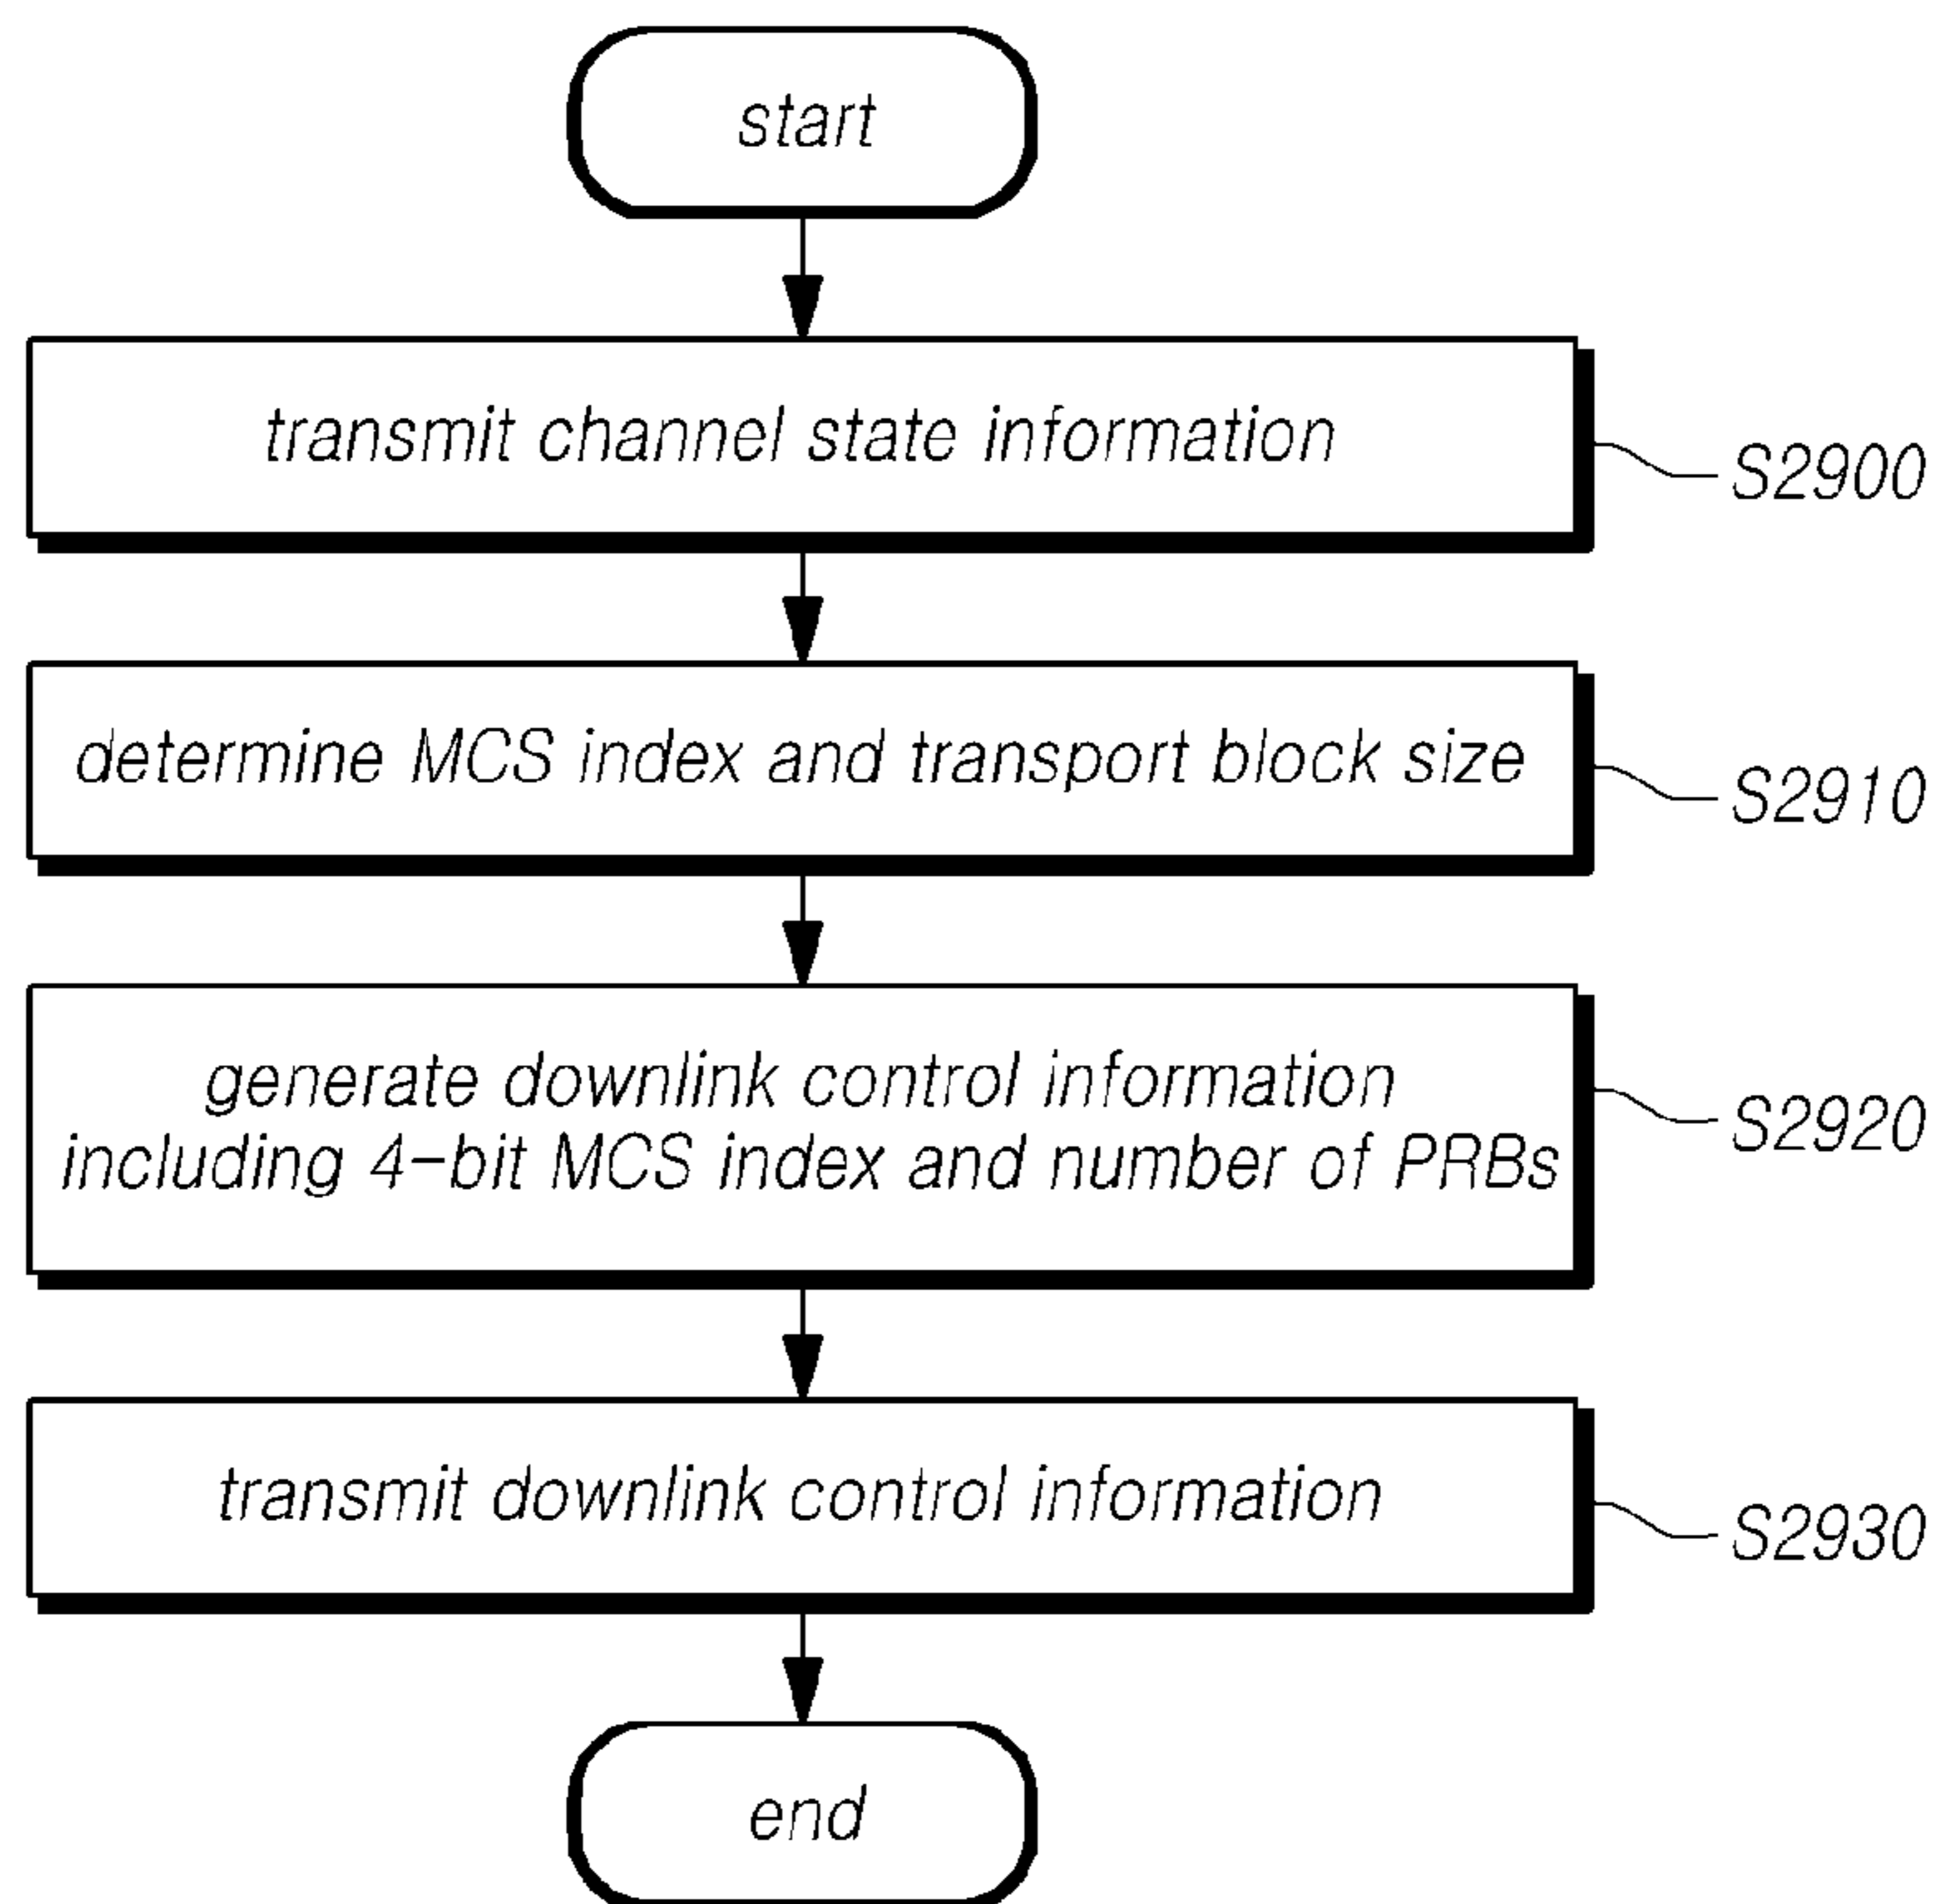 start
transmit channel state information
S2900
determine MCS index and transport block size
S2910
generate downlink control information
including 4-bit MCS index and number of PRBs
S2920
transmit downlink control information
S2930
end